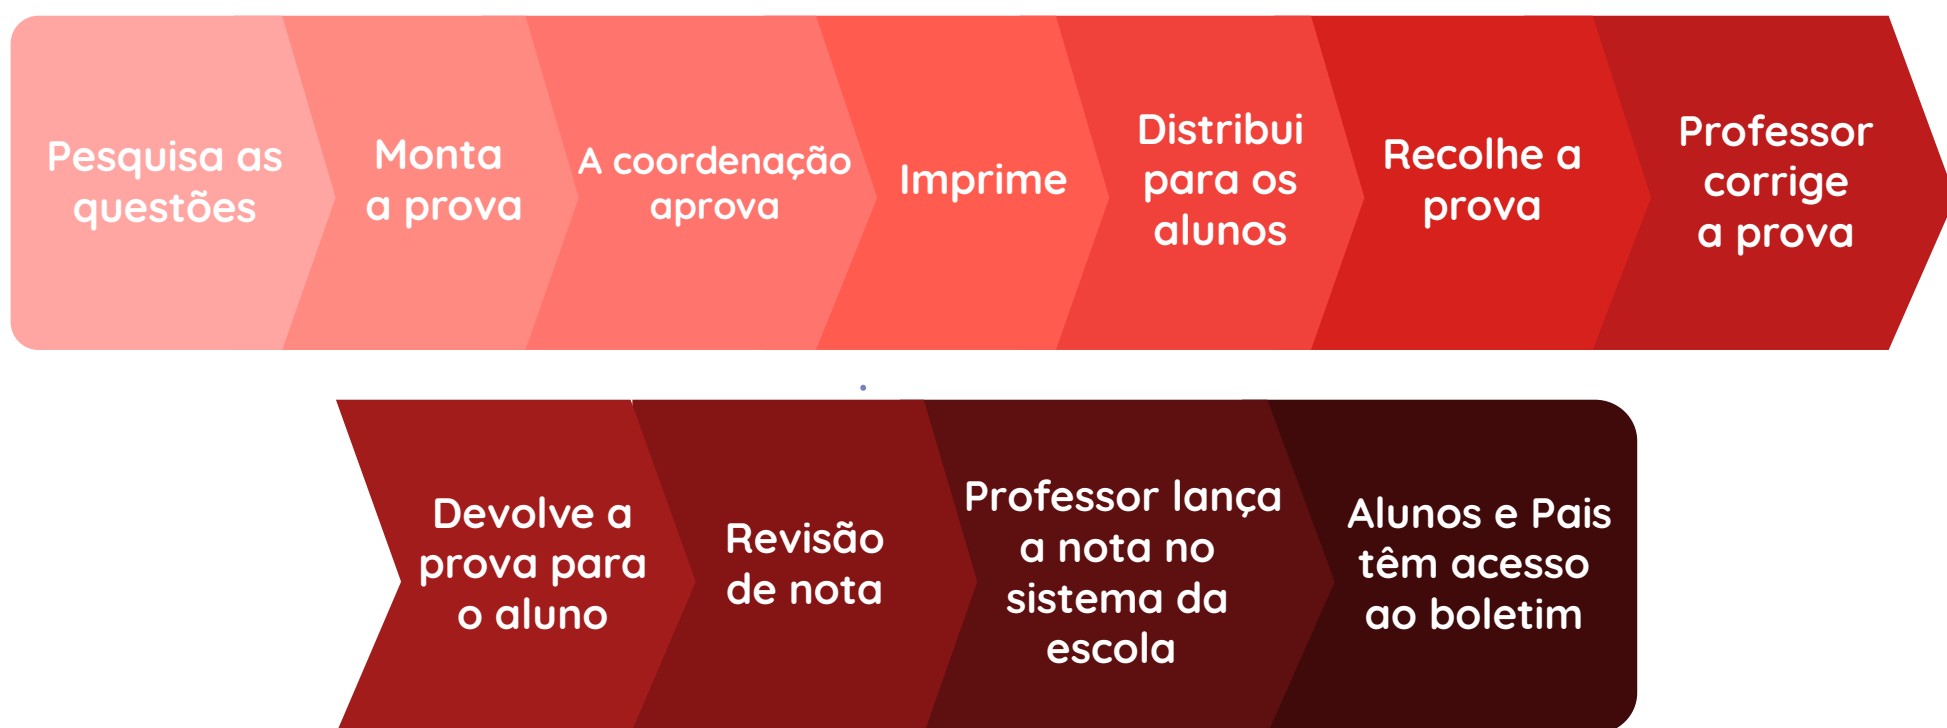 Pesquisa as
questões
Monta
a prova
A coordenação
aprova
Imprime
Distribui
para os
alunos
Recolhe a
prova
Professor
corrige
a prova
Devolve a
prova para
o aluno
Revisão
de nota
Professor lança
a nota no
sistema da
escola
Alunos e Pais
têm acesso
ao boletim